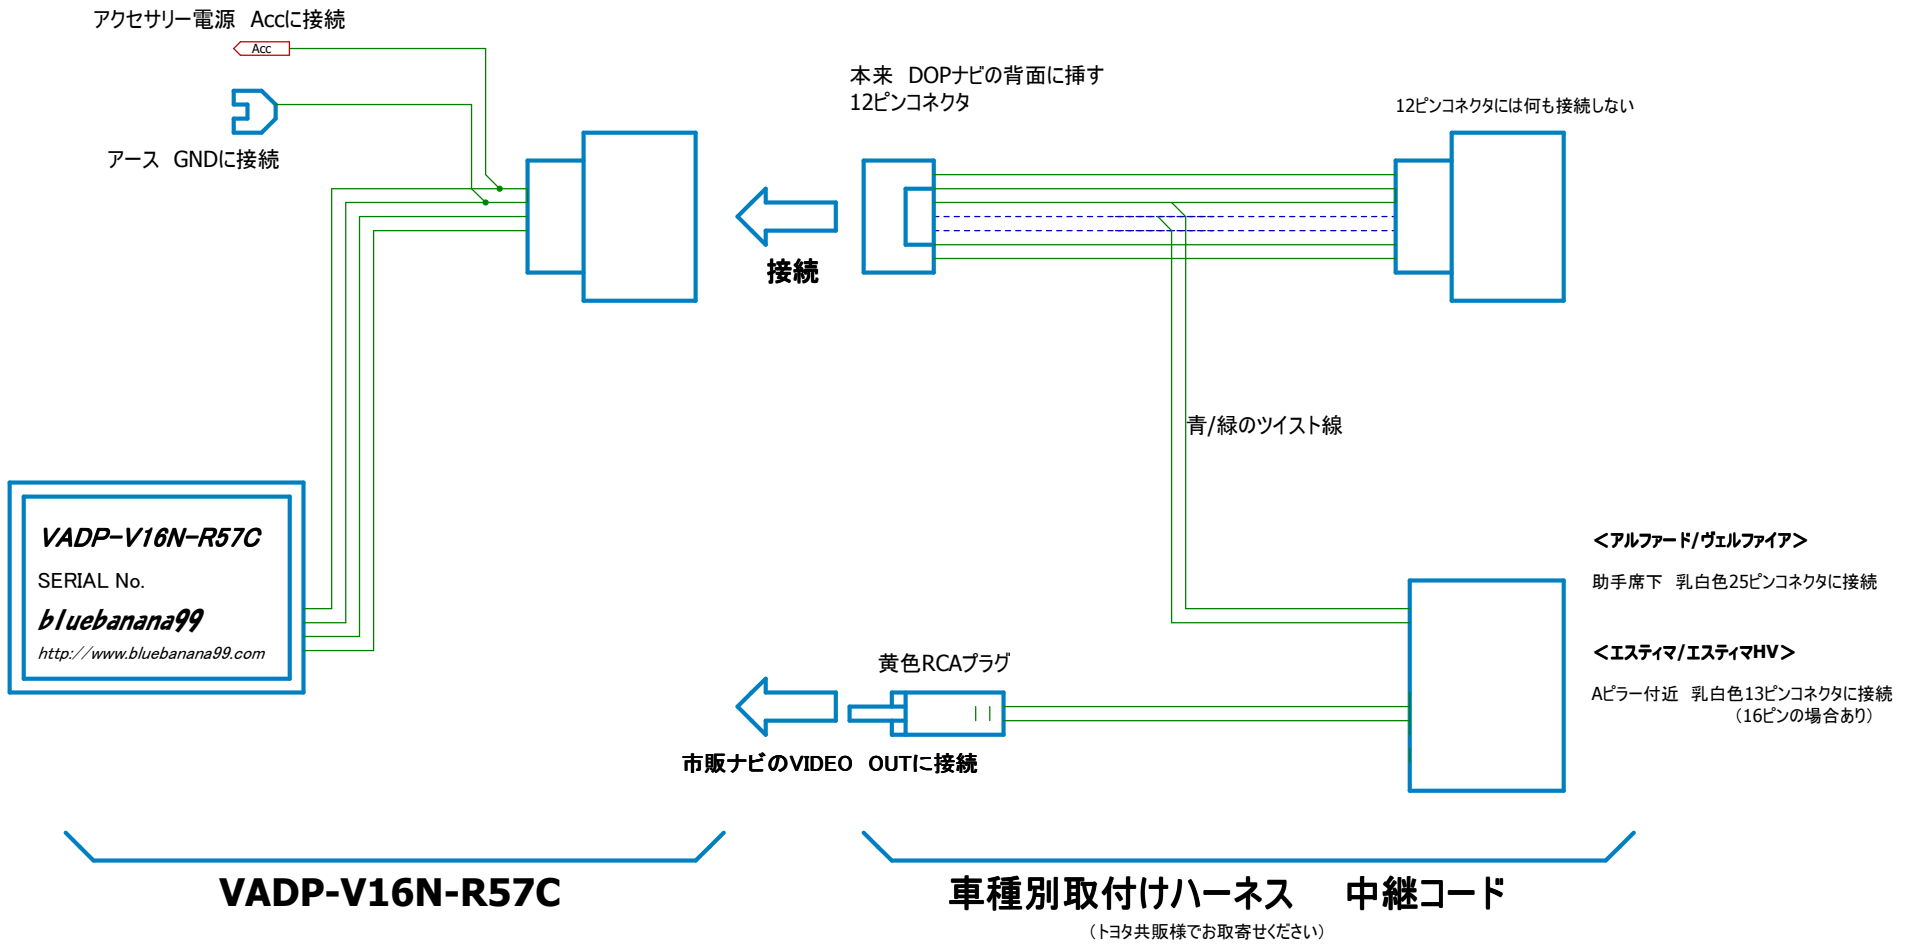 アクセサリー電源 Accに接続
Acc
アース GNDに接続
本来 DOPナビの背面に挿す
12ピンコネクタ
12ピンコネクタには何も接続しない
接続
青/緑のツイスト線
VADP-V16N-R57C
SERIAL No.
bluebanana99
http://www.bluebanana99.com
<アルファード/ヴェルファイア>
助手席下 乳白色25ピンコネクタに接続
<エスティマ/エスティマHV>
Aピラー付近 乳白色13ピンコネクタに接続
(16ピンの場合あり)
黄色RCAプラグ
市販ナビのVIDEO OUTに接続
VADP-V16N-R57C
車種別取付けハーネス 中継コード
(トヨタ共販様でお取寄せください)